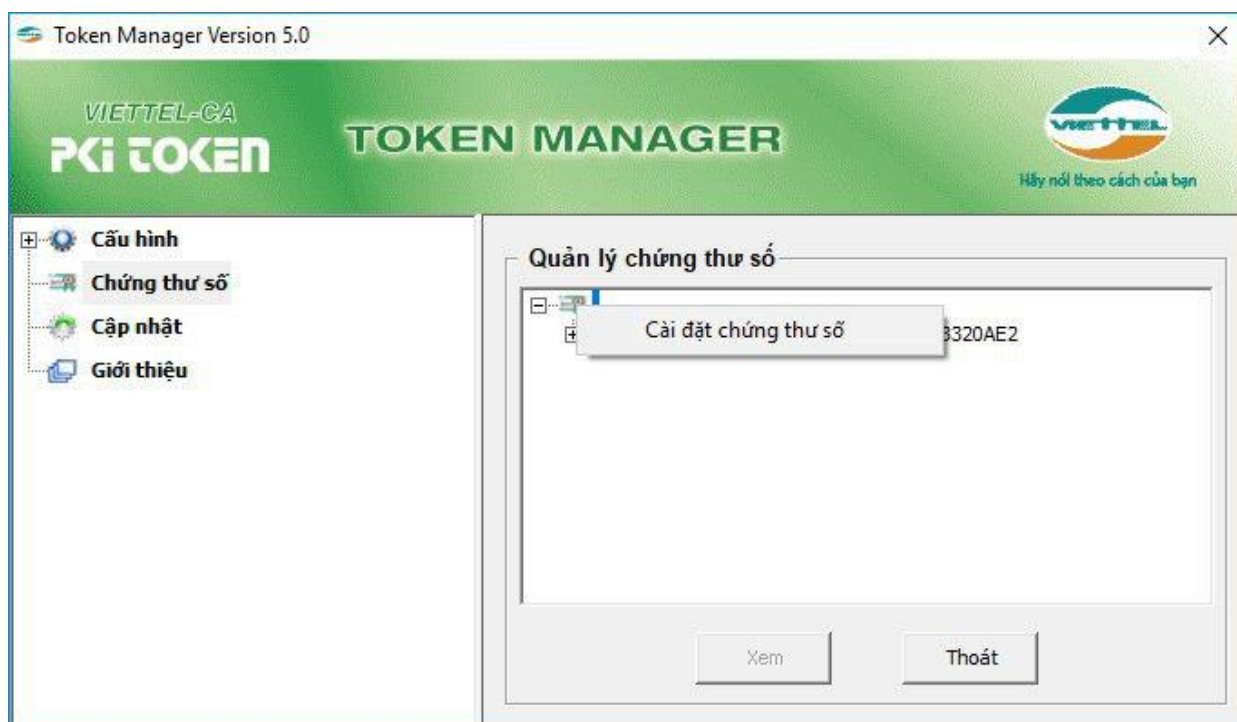 Token Manager Version 5.0
VIETTEL-CA
PKi TOKEN
TOKEN MANAGER
VIETTEL
Hãy nói theo cách của bạn
Cấu hình
Chứng thư số
Cập nhật
Giới thiệu
Quản lý chứng thư số
Cài đặt chứng thư số
3320AE2
Xem
Thoát